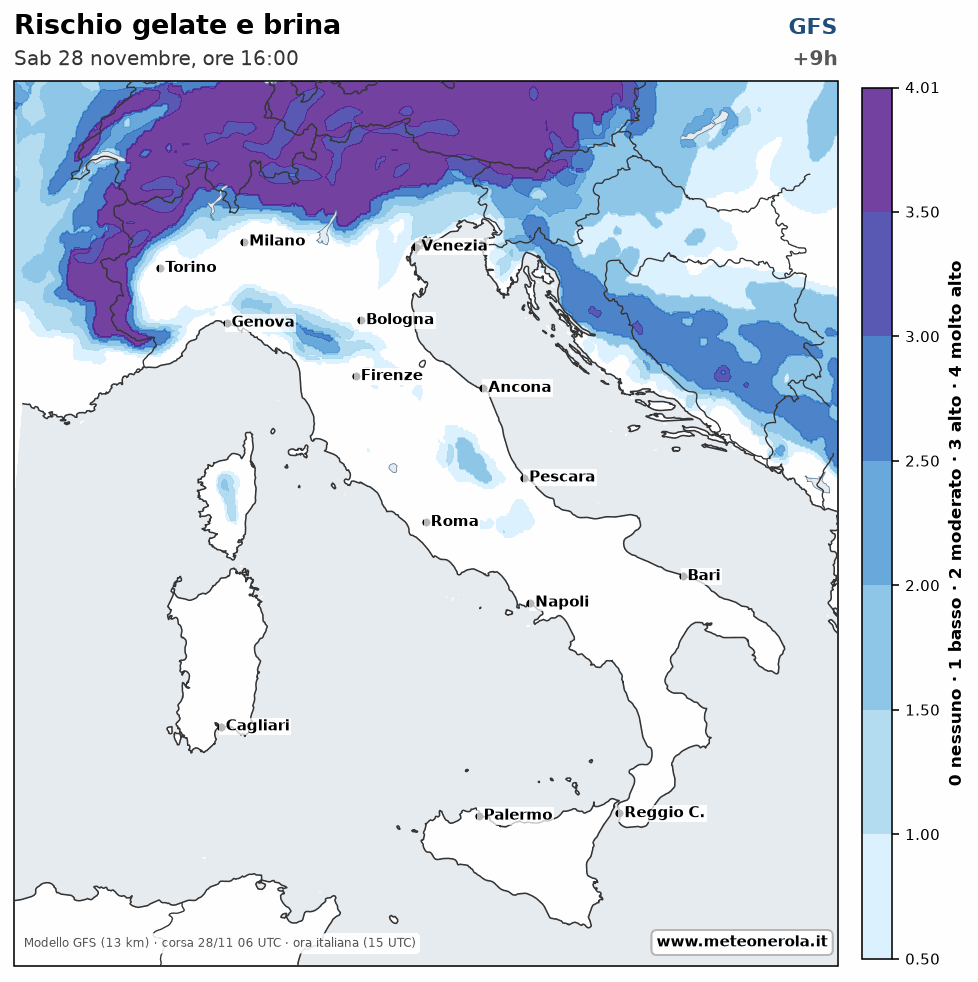 Rischio gelate e brina
GFS
Sab 28 novembre, ore 16:00
+9h
4.01
3.50
3.00
2.50
2.00
1.50
1.00
0.50
0 nessuno · 1 basso · 2 moderato · 3 alto · 4 molto alto
Milano
Venezia
Torino
Genova
Bologna
Firenze
Ancona
Pescara
Roma
Bari
Napoli
Cagliari
Palermo
Reggio C.
Modello GFS (13 km) · corsa 28/11 06 UTC · ora italiana (15 UTC)
www.meteonerola.it